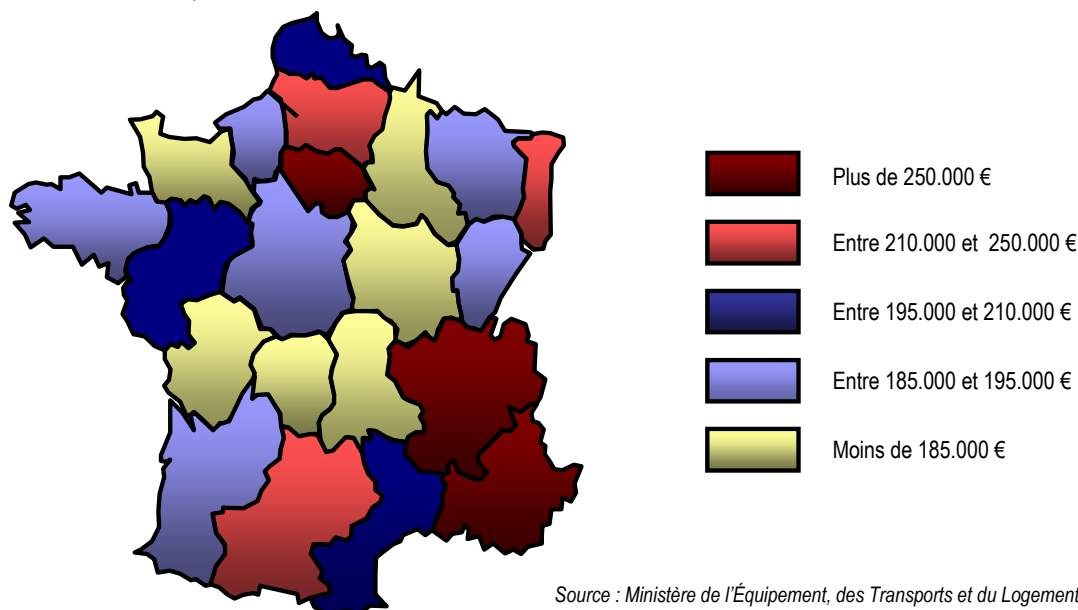 Plus de 250.000 €
Entre 210.000 et 250.000 €
Entre 195.000 et 210.000 €
Entre 185.000 et 195.000 €
Moins de 185.000 €
Source : Ministère de l'Équipement, des Transports et du Logement